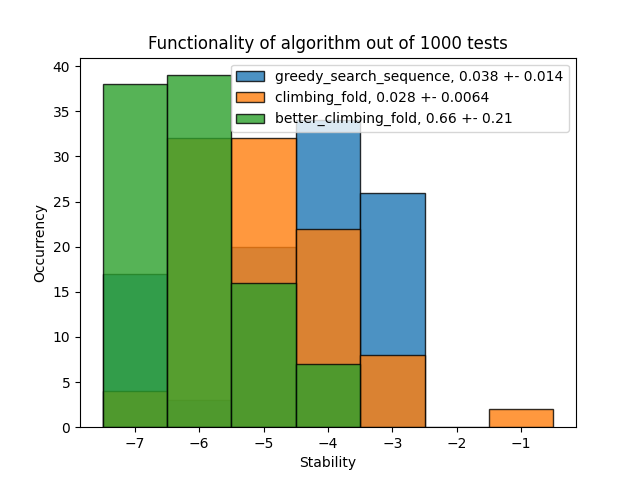 Functionality of algorithm out of 1000 tests
greedy_search_sequence, 0.038 +- 0.014
climbing_fold, 0.028 +- 0.0064
better_climbing_fold, 0.66 +- 0.21
40
35
30
25
20
15
10
5
0
Occurrency
−7 −6 −5 −4 −3 −2 −1
Stability